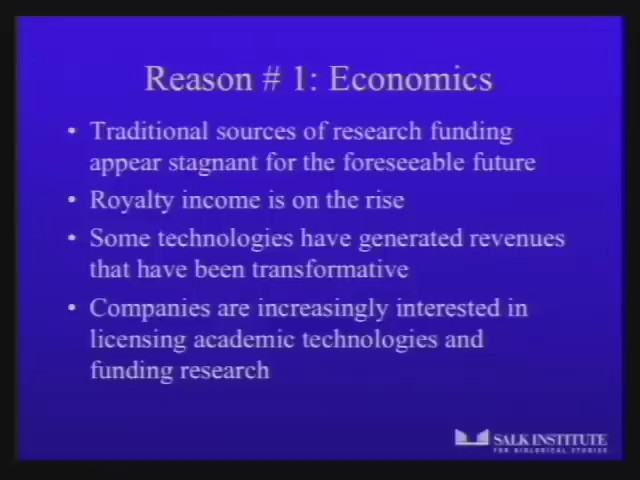 Reason # 1: Economics
• Traditional sources of research funding
appear stagnant for the foreseeable future
• Royalty income is on the rise
• Some technologies have generated revenues
that have been transformative
• Companies are increasingly interested in
licensing academic technologies and
funding research
SALK INSTITUTE
FOR BIOLOGICAL STUDIES